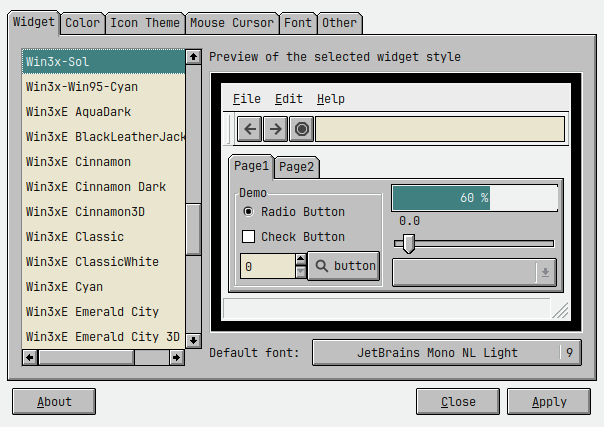 Widget Color Icon Theme Mouse Cursor Font Other
Win3x-Sol
Win3x-Win95-Cyan
Win3xE AquaDark
Win3xE BlackLeatherJack
Win3xE Cinnamon
Win3xE Cinnamon Dark
Win3xE Cinnamon3D
Win3xE Classic
Win3xE ClassicWhite
Win3xE Cyan
Win3xE Emerald City
Win3xE Emerald City 3D
Preview of the selected widget style
File Edit Help
Page1 Page2
Demo
Radio Button
Check Button
0 button
60 %
0.0
Default font: JetBrains Mono NL Light 9
About Close Apply